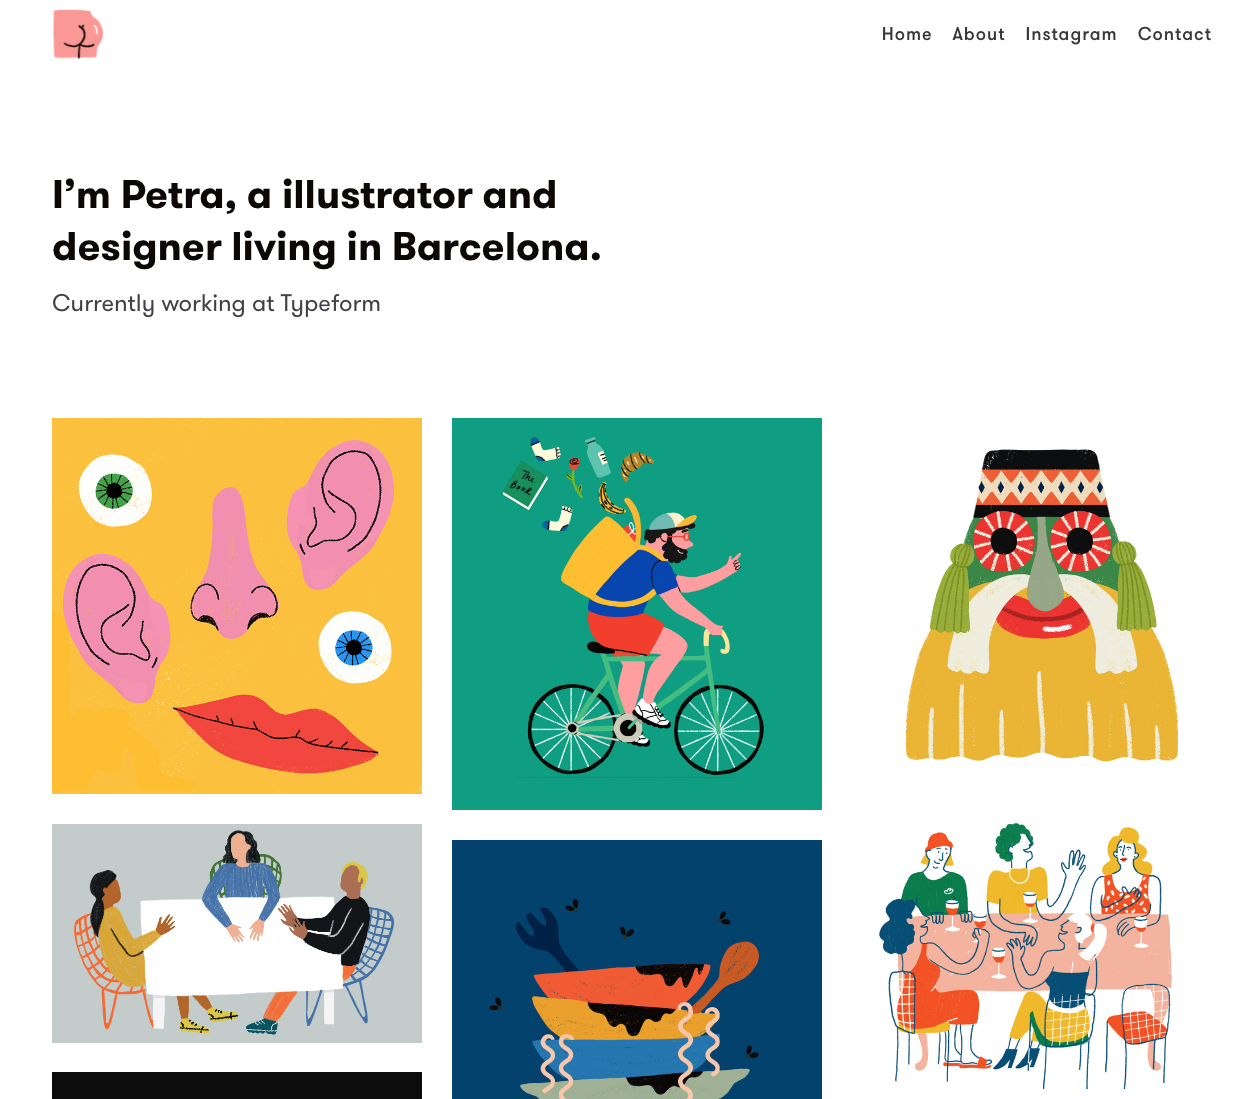 Home About Instagram Contact
I’m Petra, a illustrator and
designer living in Barcelona.
Currently working at Typeform
The
Book